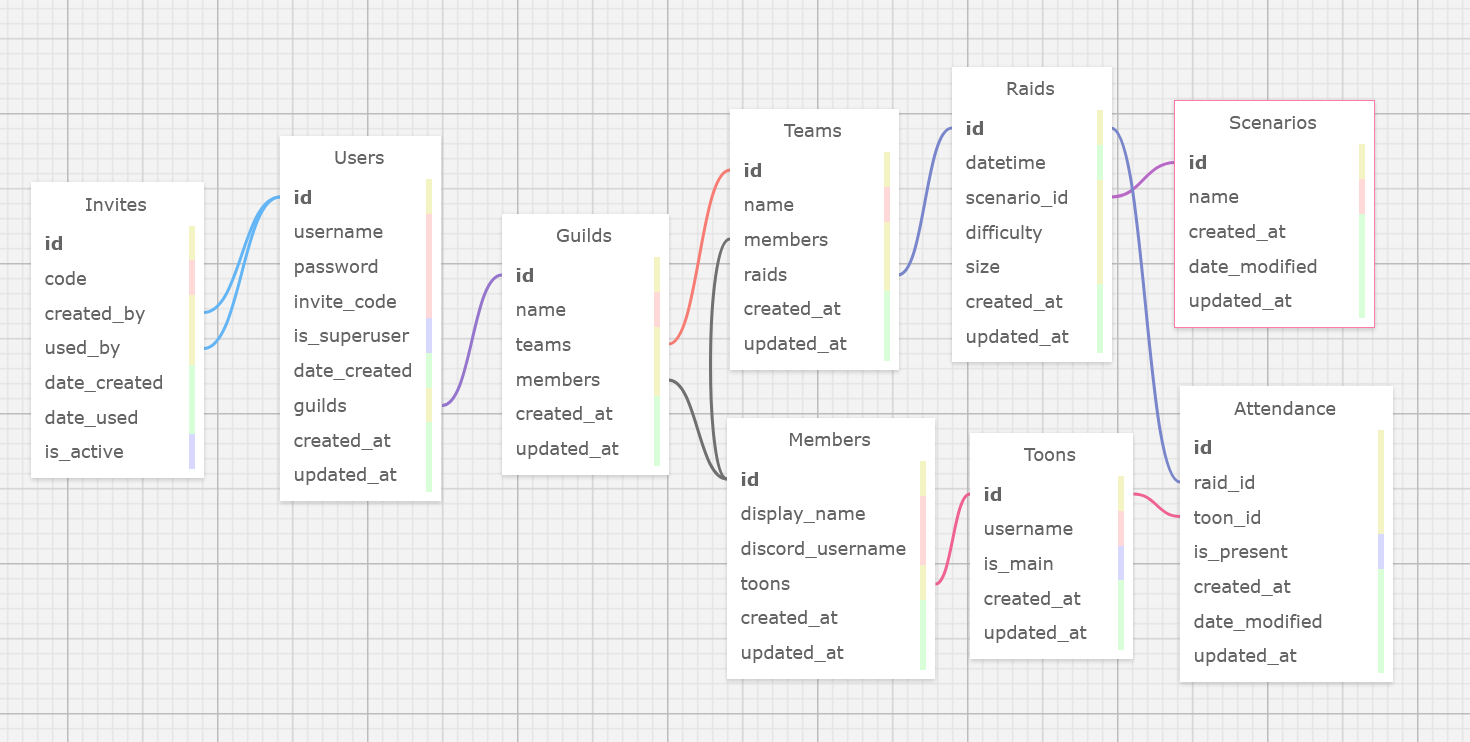 Invites
id
code
created_by
used_by
date_created
date_used
is_active
Users
id
username
password
invite_code
is_superuser
date_created
guilds
created_at
updated_at
Guilds
id
name
teams
members
created_at
updated_at
Teams
id
name
members
raids
created_at
updated_at
Members
id
display_name
discord_username
toons
created_at
updated_at
Raids
id
datetime
scenario_id
difficulty
size
created_at
updated_at
Toons
id
username
is_main
created_at
updated_at
Scenarios
id
name
created_at
date_modified
updated_at
Attendance
id
raid_id
toon_id
is_present
created_at
date_modified
updated_at